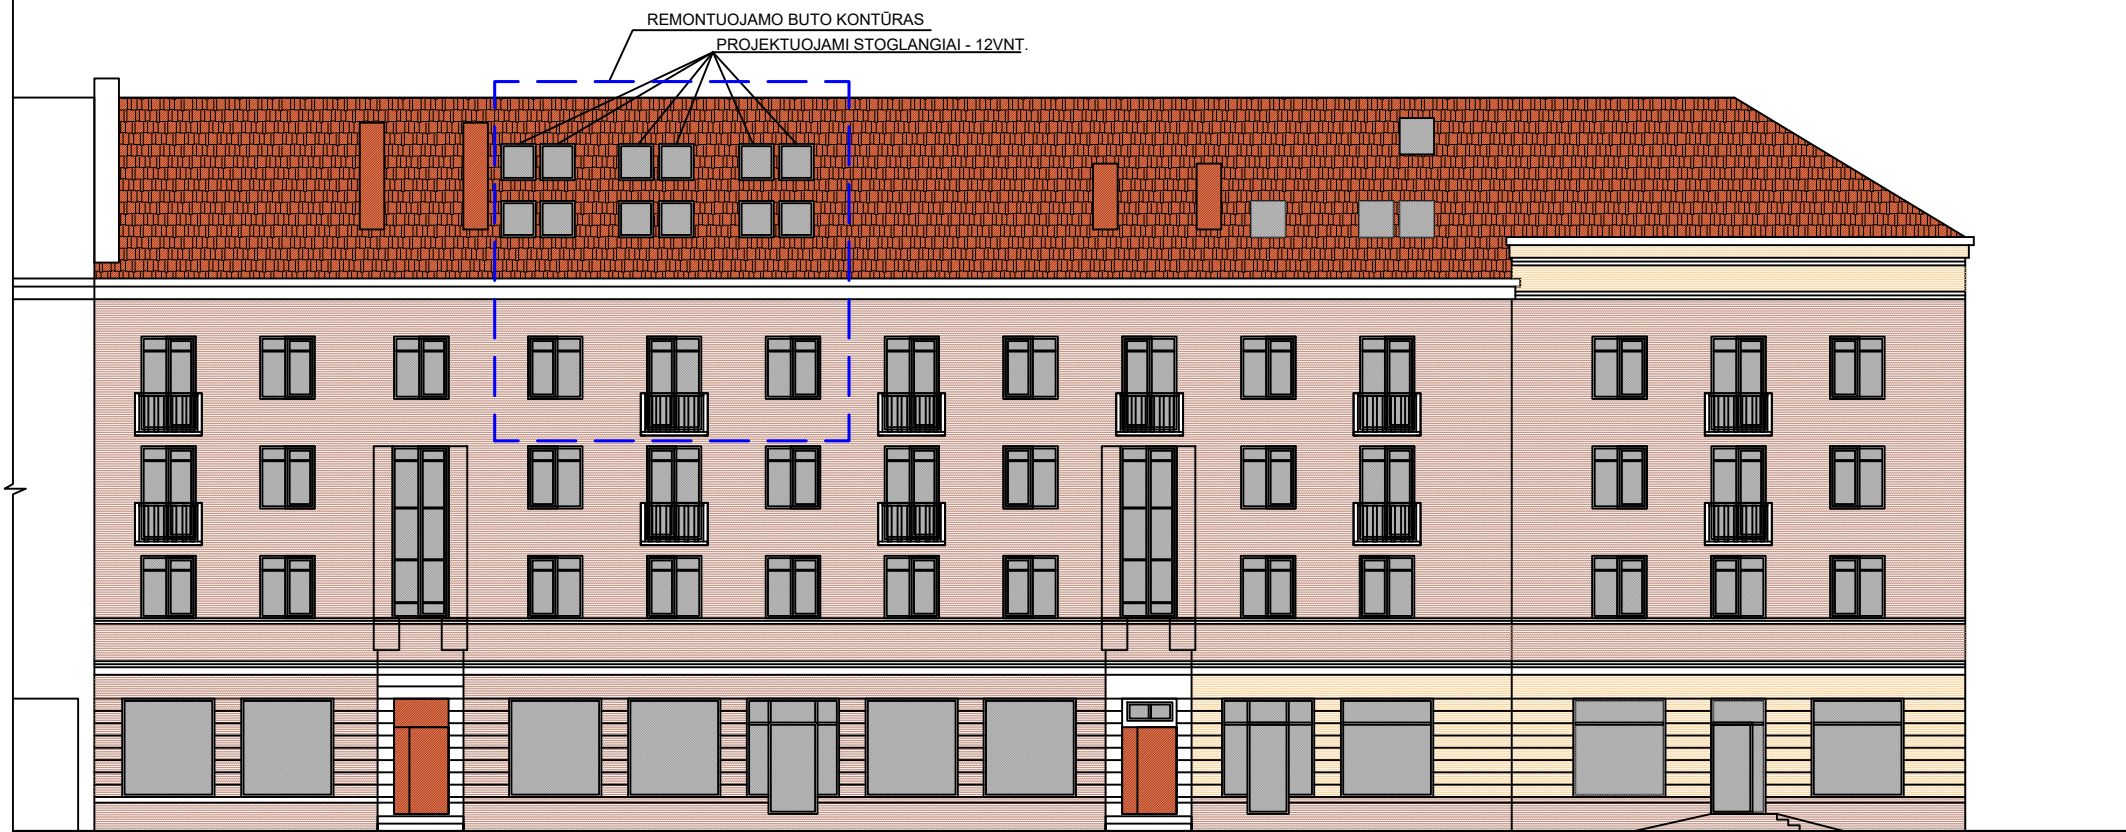 REMONTUOJAMO BUTO KONTŪRAS
PROJEKTUOJAMI STOGLANGIAI - 12VNT.